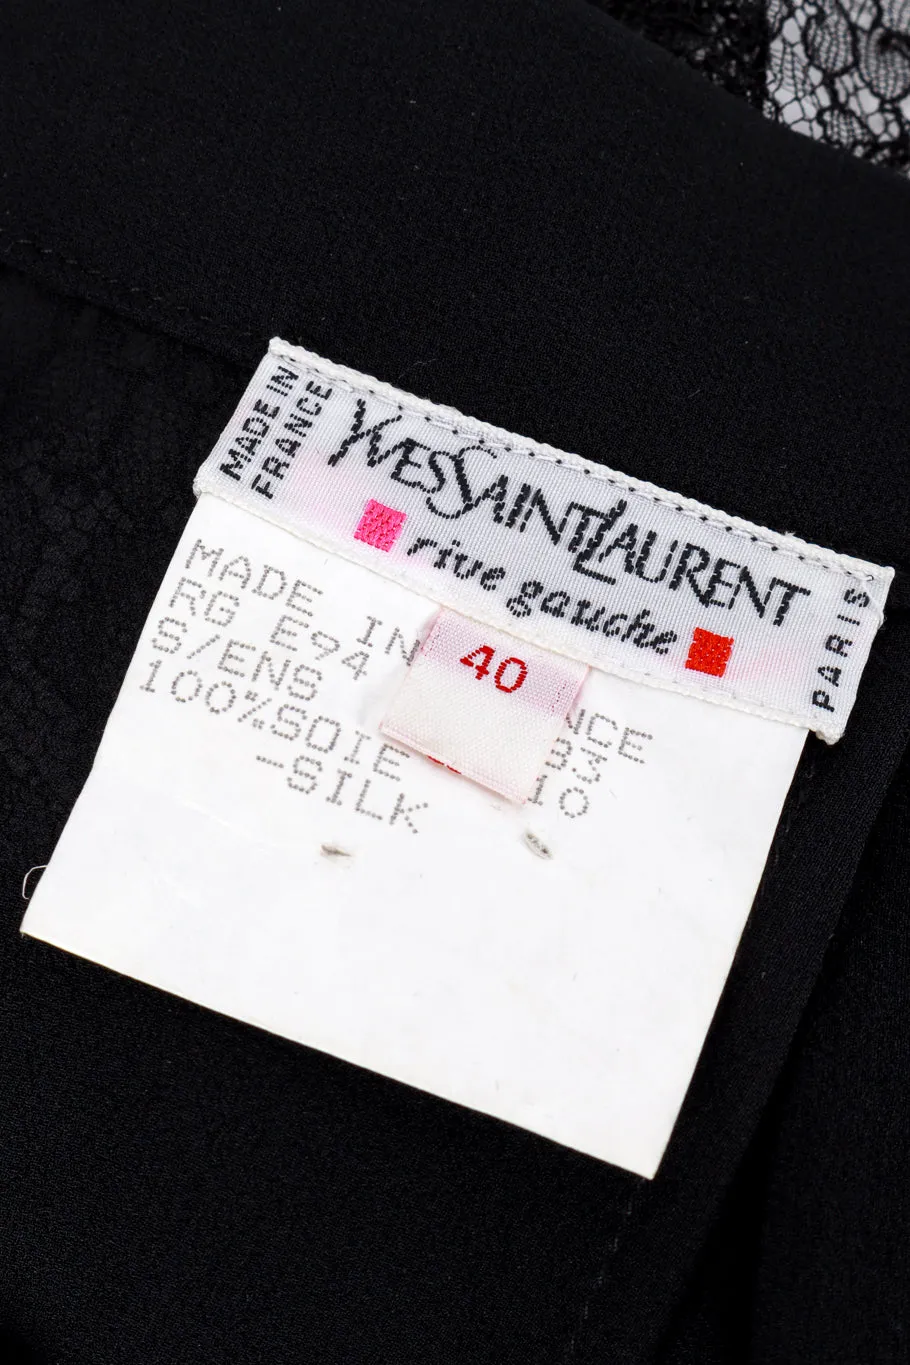 MADE IN
FRANCE
YVES SAINT LAURENT
rive gauche
PARIS
40
MADE IN NCE
RG E94
S/ENS 10
100%SOIE
-SILK